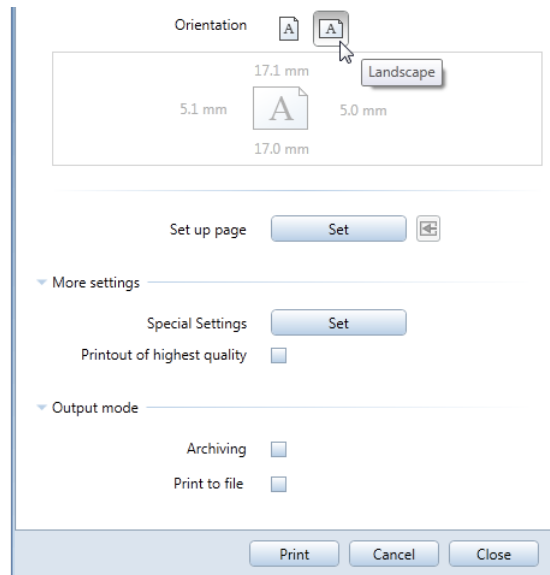 Orientation A A
Landscape
17.1 mm
5.1 mm A 5.0 mm
17.0 mm
Set up page Set
More settings
Special Settings Set
Printout of highest quality
Output mode
Archiving
Print to file
Print Cancel Close